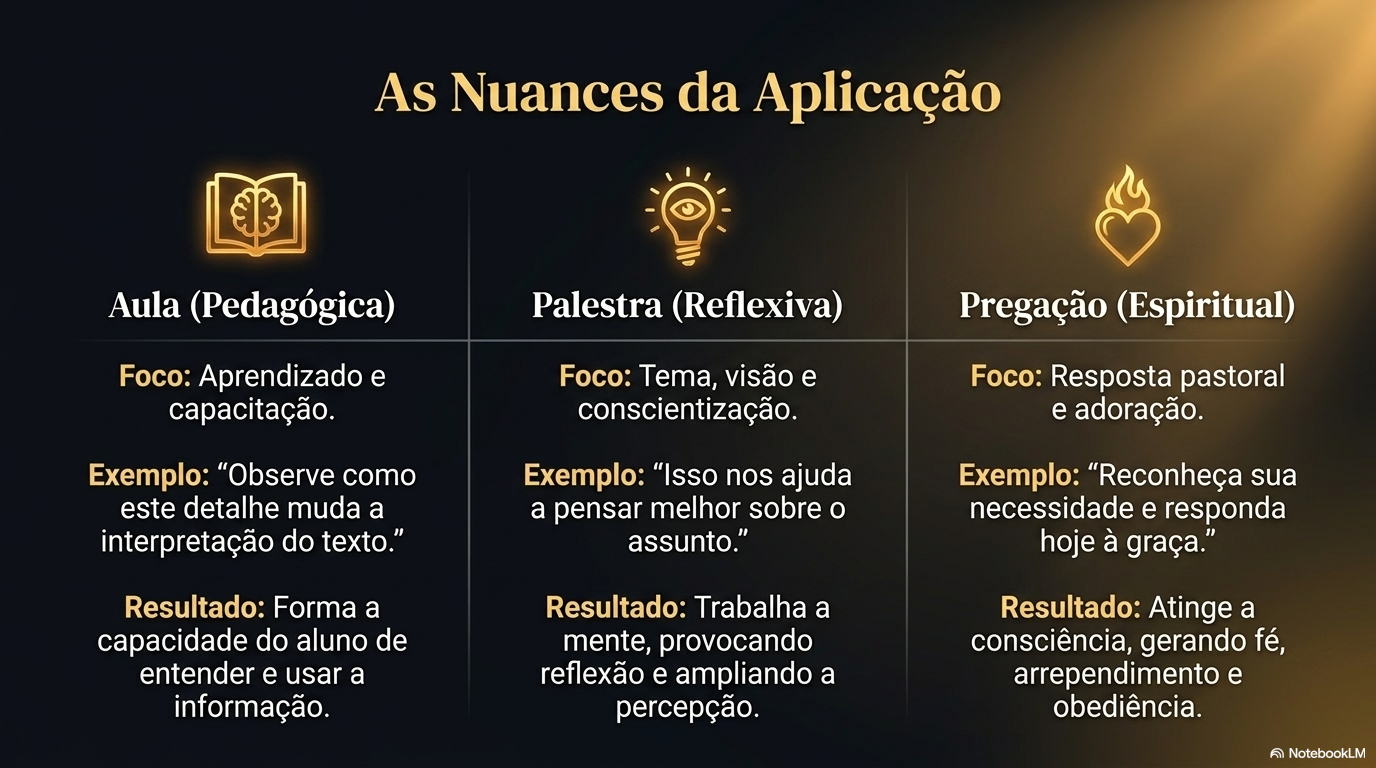 As Nuances da Aplicação
Aula (Pedagógica)
Foco: Aprendizado e
capacitação.
Exemplo: “Observe como
este detalhe muda a
interpretação do texto.”
Resultado: Forma a
capacidade do aluno de
entender e usar a
informação.
Palestra (Reflexiva)
Foco: Tema, visão e
conscientização.
Exemplo: “Isso nos ajuda
a pensar melhor sobre o
assunto.”
Resultado: Trabalha a
mente, provocando
reflexão e ampliando a
percepção.
Pregação (Espiritual)
Foco: Resposta pastoral
e adoração.
Exemplo: “Reconheça sua
necessidade e responda
hoje à graça.”
Resultado: Atinge a
consciência, gerando fé,
arrependimento e
obediência.
NotebookLM